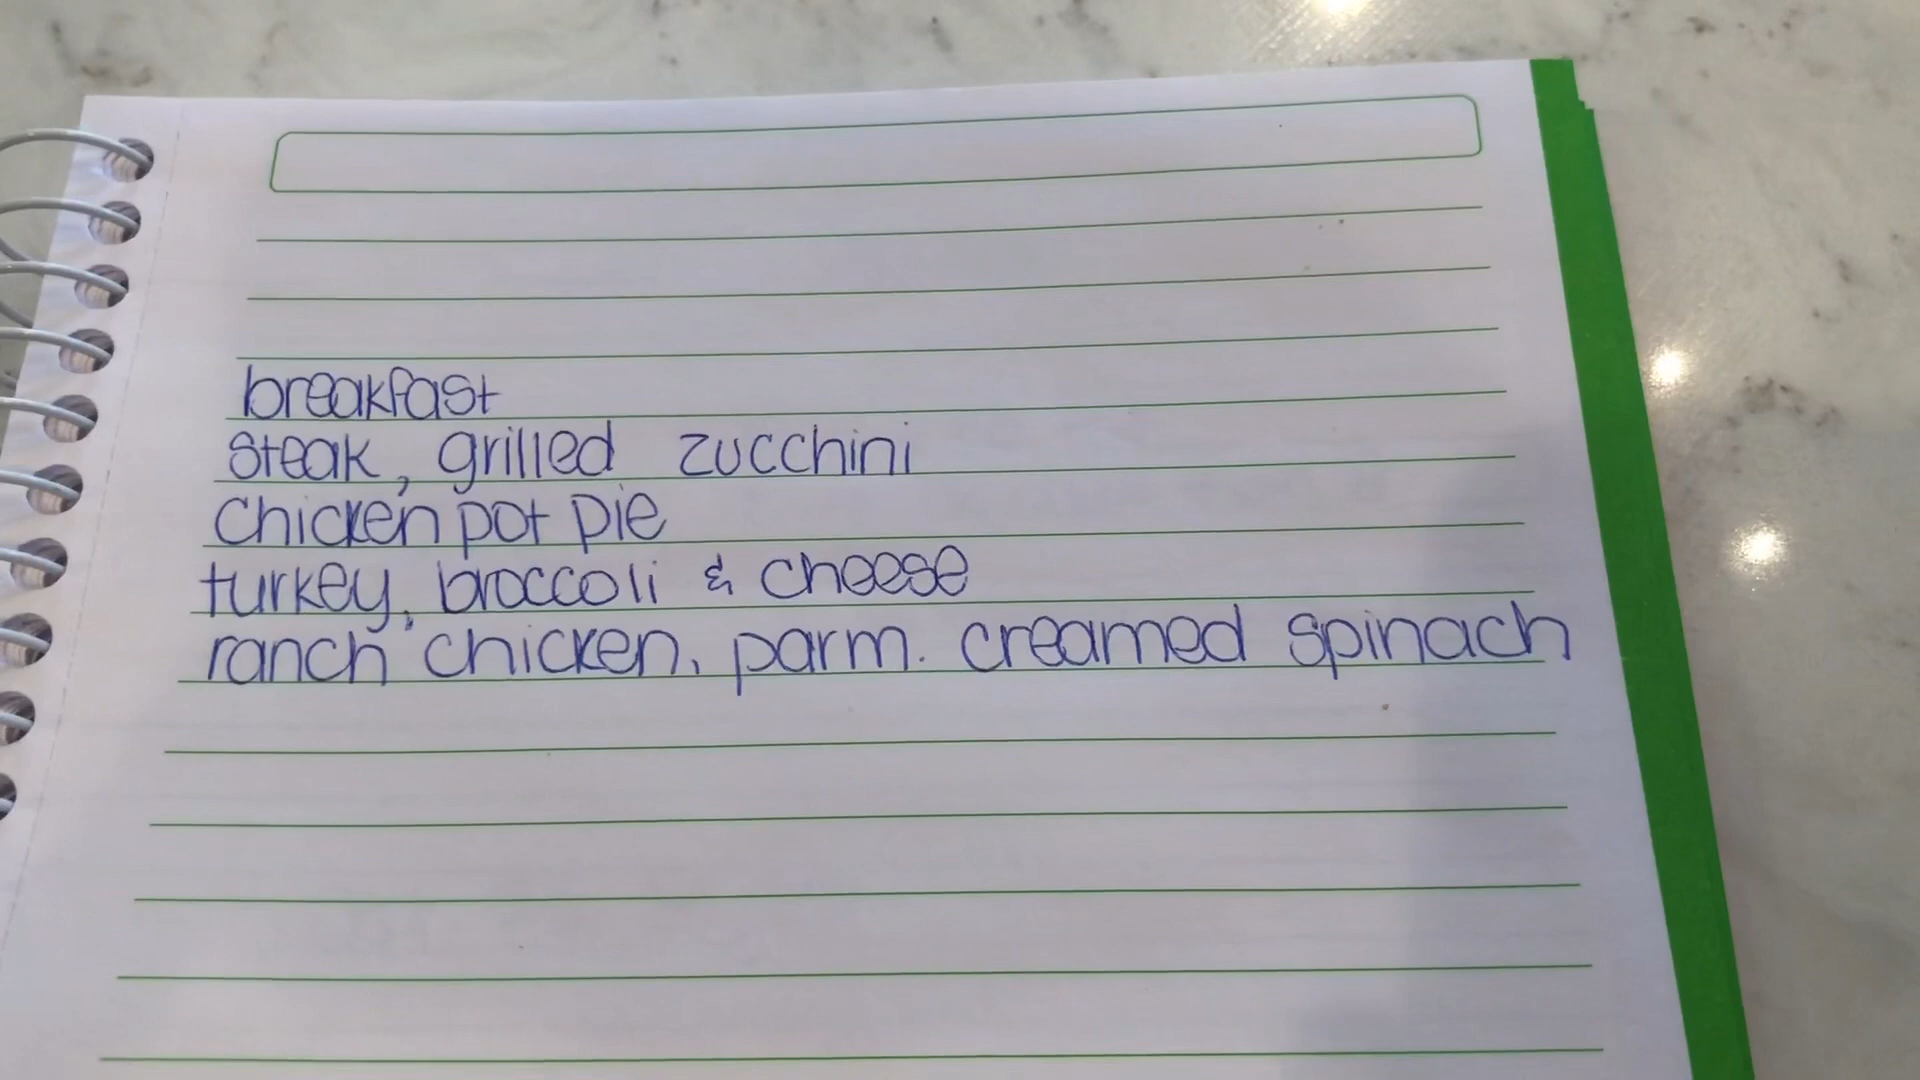 breakfast
steak, grilled zucchini
chicken pot pie
turkey, broccoli & cheese
ranch chicken, parm. creamed spinach